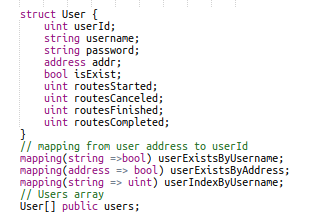 struct User {
uint userId;
string username;
string password;
address addr;
bool isExist;
uint routesStarted;
uint routesCanceled;
uint routesFinished;
uint routesCompleted;
}
// mapping from user address to userId
mapping(string =>bool) userExistsByUsername;
mapping(address => bool) userExistsByAddress;
mapping(string => uint) userIndexByUsername;
// Users array
User[] public users;